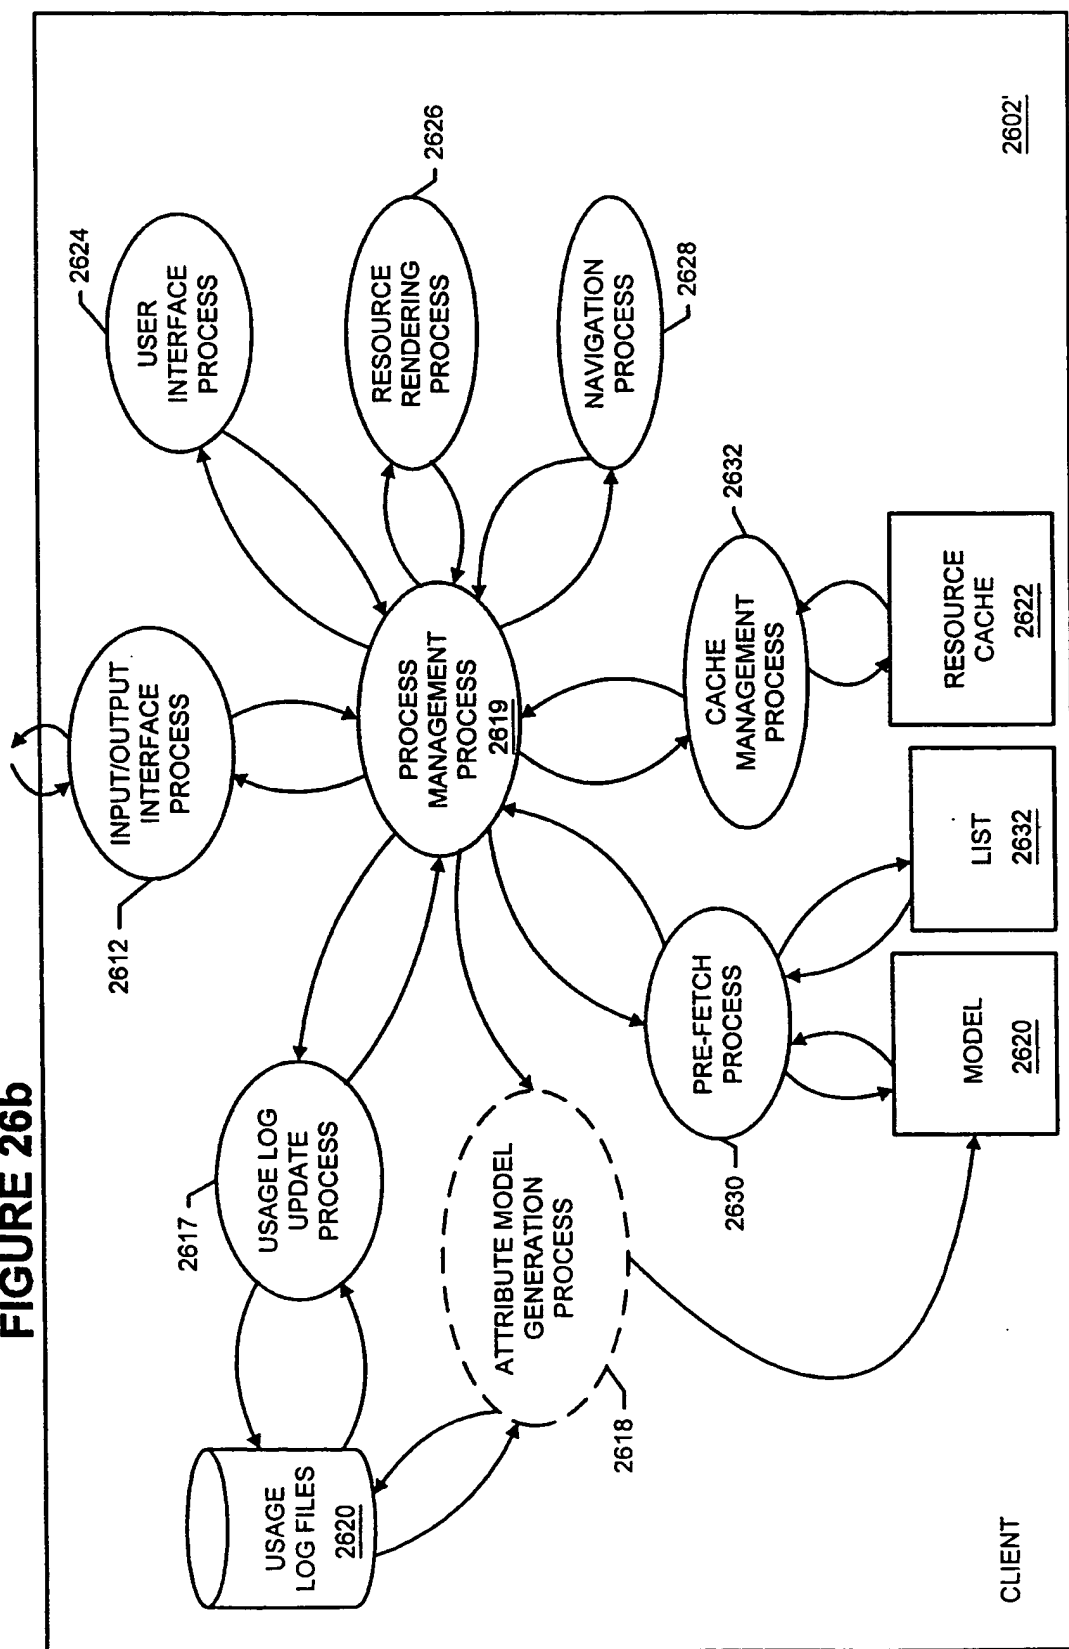 FIGURE 26b
2612
INPUT/OUTPUT
INTERFACE
PROCESS
2624
USER
INTERFACE
PROCESS
2617
USAGE LOG
UPDATE
PROCESS
USAGE
LOG FILES
2620
PROCESS
MANAGEMENT
PROCESS
2619
RESOURCE
RENDERING
PROCESS
2626
ATTRIBUTE MODEL
GENERATION
PROCESS
2618
NAVIGATION
PROCESS
2628
PRE-FETCH
PROCESS
2630
CACHE
MANAGEMENT
PROCESS
2632
MODEL
2620
LIST
2632
RESOURCE
CACHE
2622
CLIENT
2602'